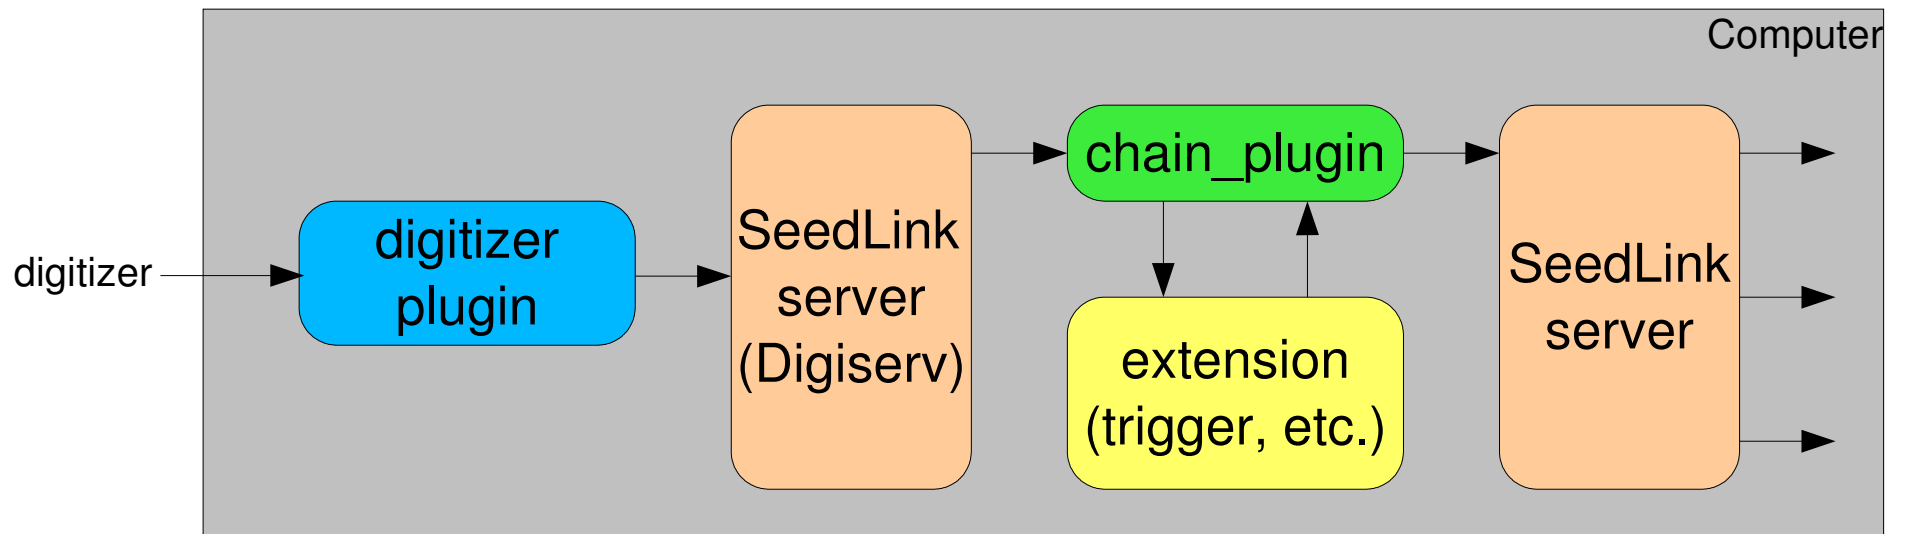 Computer
digitizer
digitizer
plugin
SeedLink
server
(Digiserv)
chain_plugin
extension
(trigger, etc.)
SeedLink
server